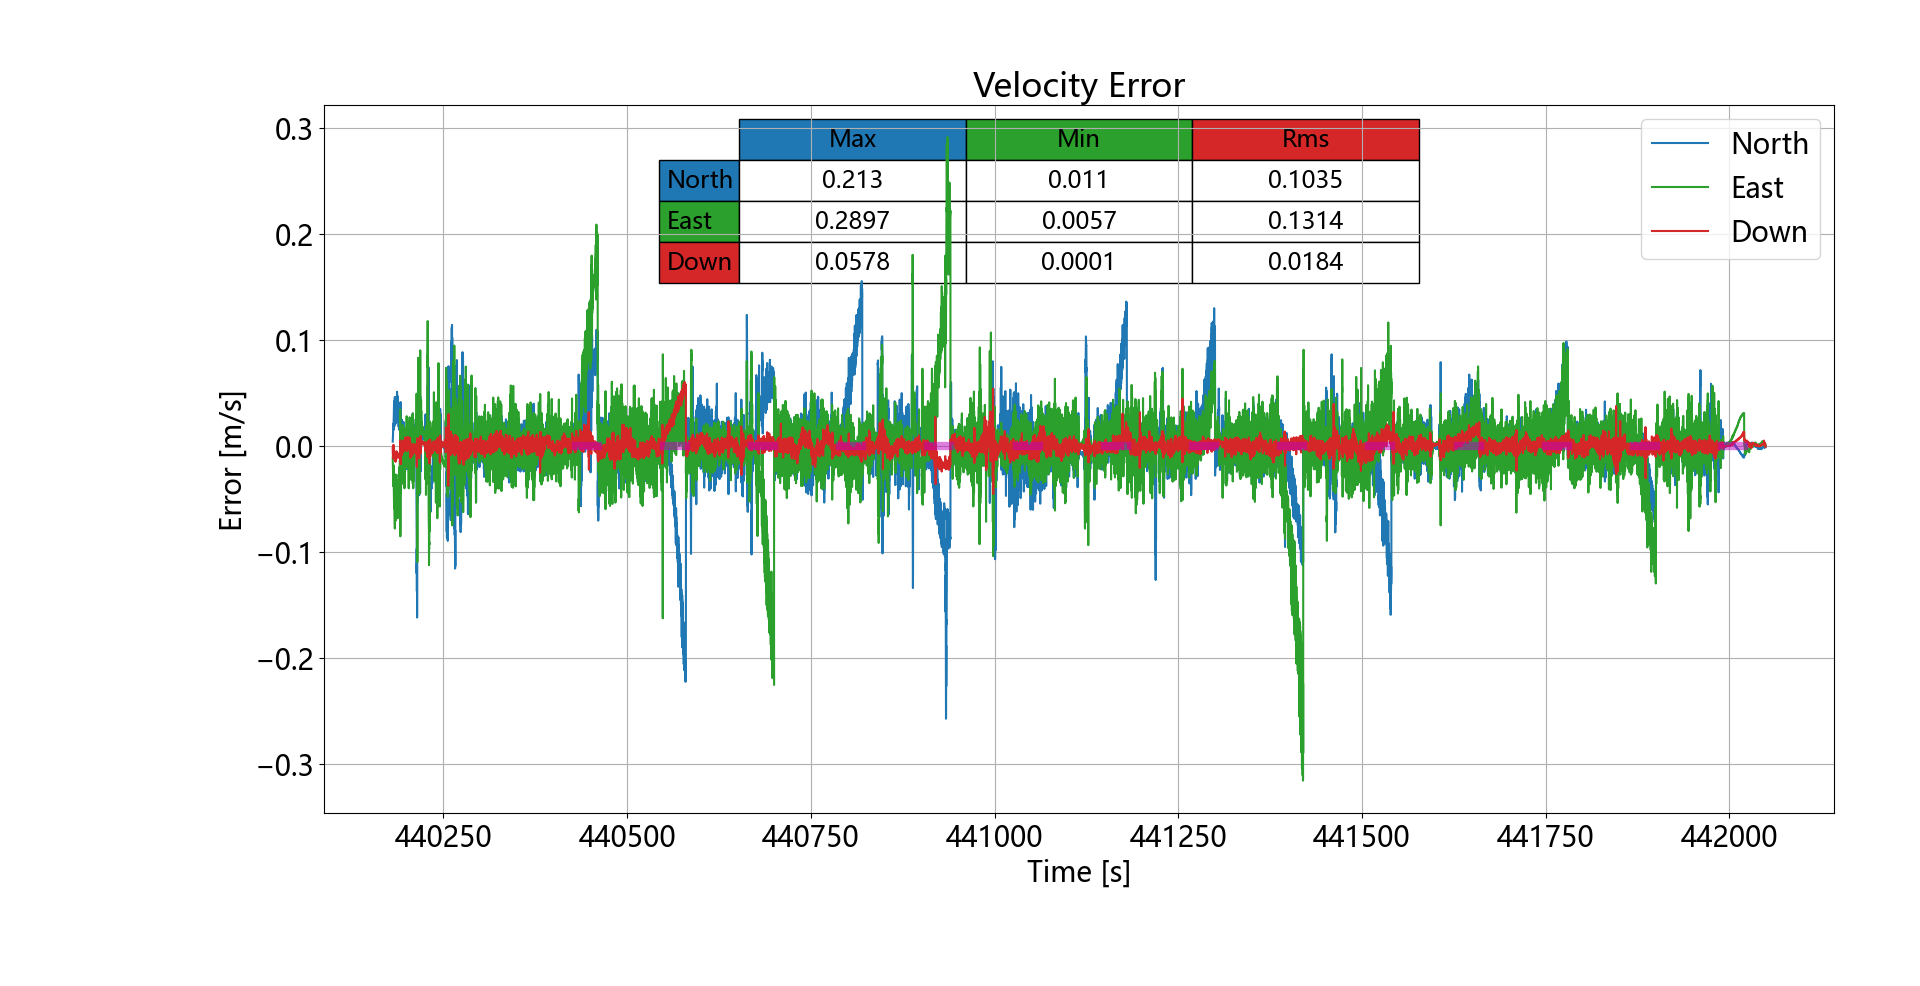 Velocity Error
Max Min Rms
North 0.213 0.011 0.1035
East 0.2897 0.0057 0.1314
Down 0.0578 0.0001 0.0184
North
East
Down
0.3
0.2
0.1
0.0
−0.1
−0.2
−0.3
Error [m/s]
440250 440500 440750 441000 441250 441500 441750 442000
Time [s]